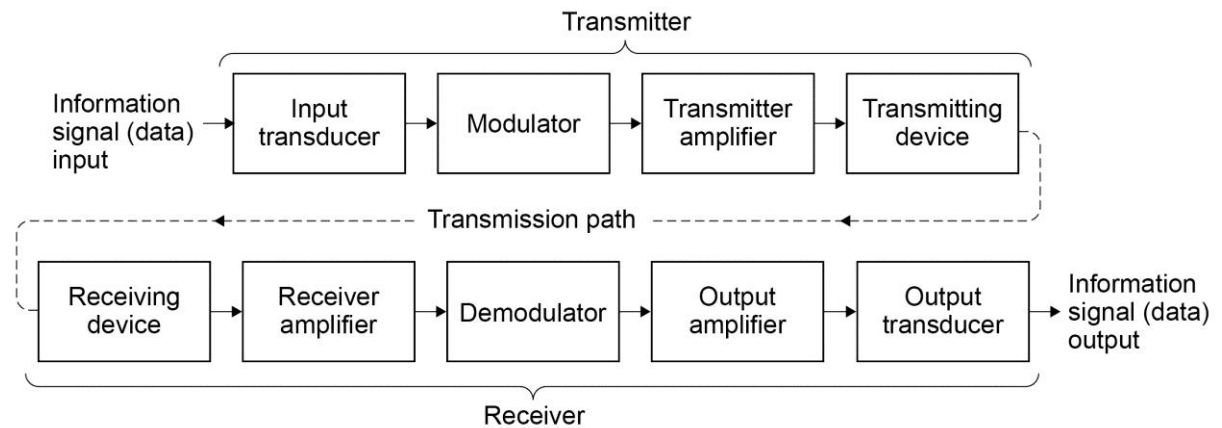 Transmitter
Information
signal (data)
input
Input
transducer
Modulator
Transmitter
amplifier
Transmitting
device
Transmission path
Receiving
device
Receiver
amplifier
Demodulator
Output
amplifier
Output
transducer
Information
signal (data)
output
Receiver